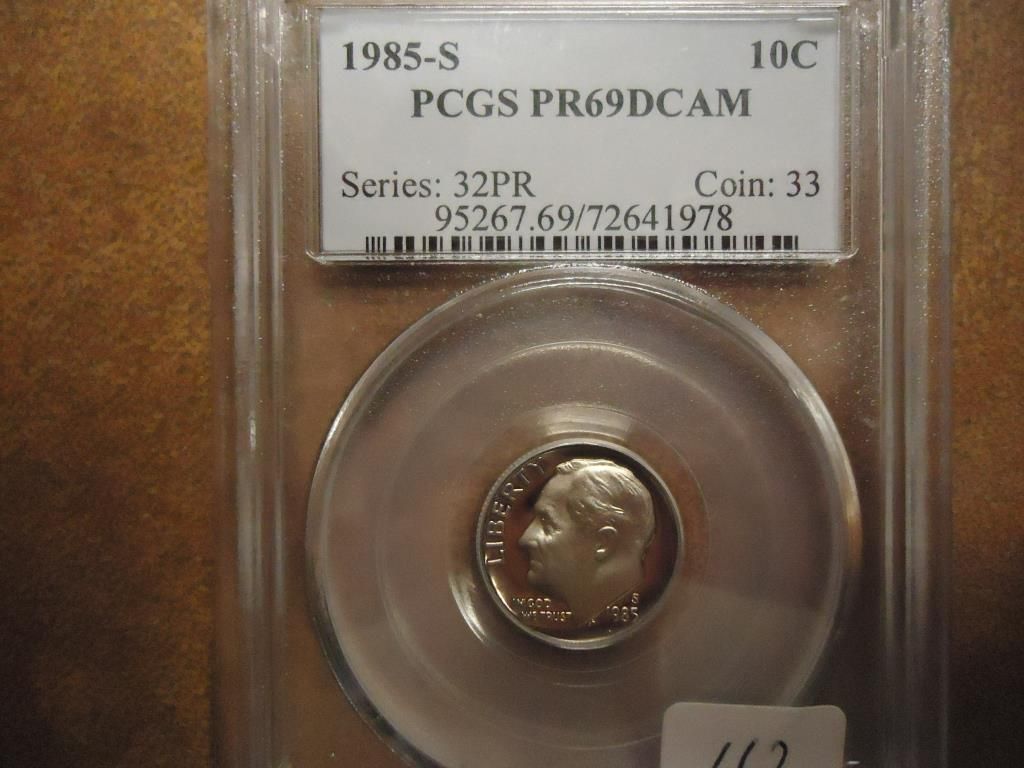 1985-S 10C
PCGS PR69DCAM
Series: 32PR Coin: 33
95267.69/72641978
LIBERTY
IN GOD
WE TRUST
S
1985